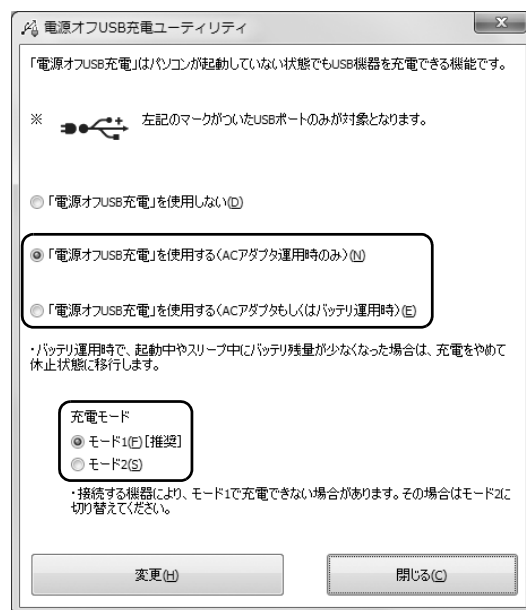 電源オフUSB充電ユーティリティ
「電源オフUSB充電」はパソコンが起動していない状態でもUSB機器を充電できる機能です。
※ 左記のマークがついたUSBポートのみが対象となります。
「電源オフUSB充電」を使用しない(D)
「電源オフUSB充電」を使用する(ACアダプタ運用時のみ)(N)
「電源オフUSB充電」を使用する(ACアダプタもしくはバッテリ運用時)(E)
・バッテリ運用時で、起動中やスリープ中にバッテリ残量が少なくなった場合は、充電をやめて
休止状態に移行します。
充電モード
モード1(F)[推奨]
モード2(S)
・接続する機器により、モード1で充電できない場合があります。その場合はモード2に
切り替えてください。
変更(H) 閉じる(C)